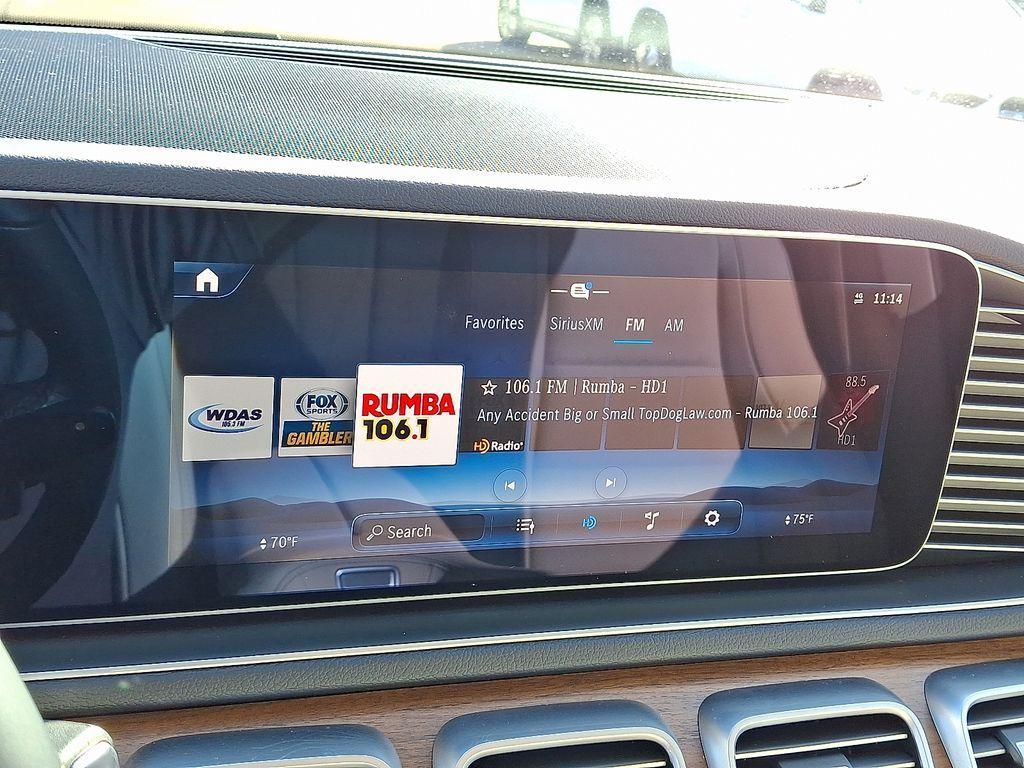 4G 11:14
Favorites SiriusXM FM AM
WDAS
105.3 FM
FOX
SPORTS
THE
GAMBLER
RUMBA
106.1
106.1 FM | Rumba - HD1
Any Accident Big or Small TopDogLaw.com - Rumba 106.1
HD Radio
88.5
HD1
Search
HD
70°F
75°F